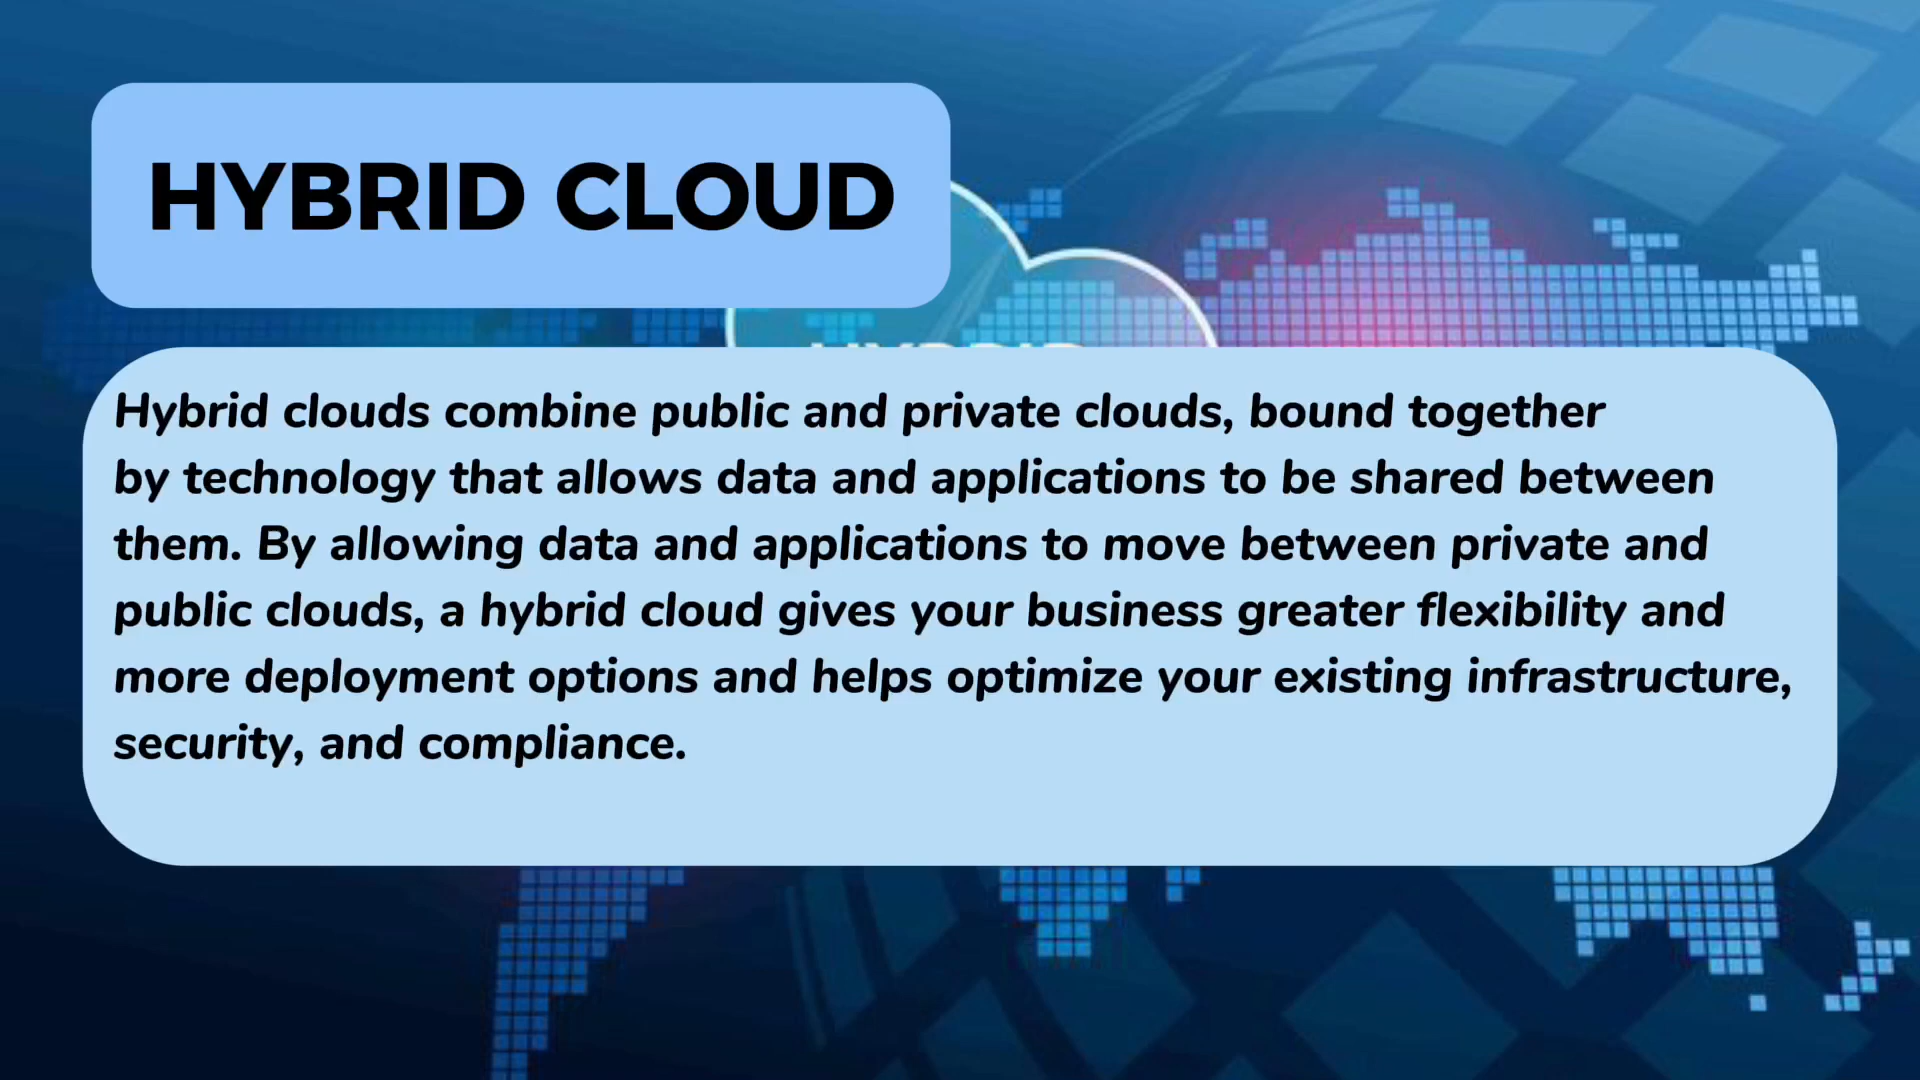 HYBRID CLOUD
Hybrid clouds combine public and private clouds, bound together
by technology that allows data and applications to be shared between
them. By allowing data and applications to move between private and
public clouds, a hybrid cloud gives your business greater flexibility and
more deployment options and helps optimize your existing infrastructure,
security, and compliance.